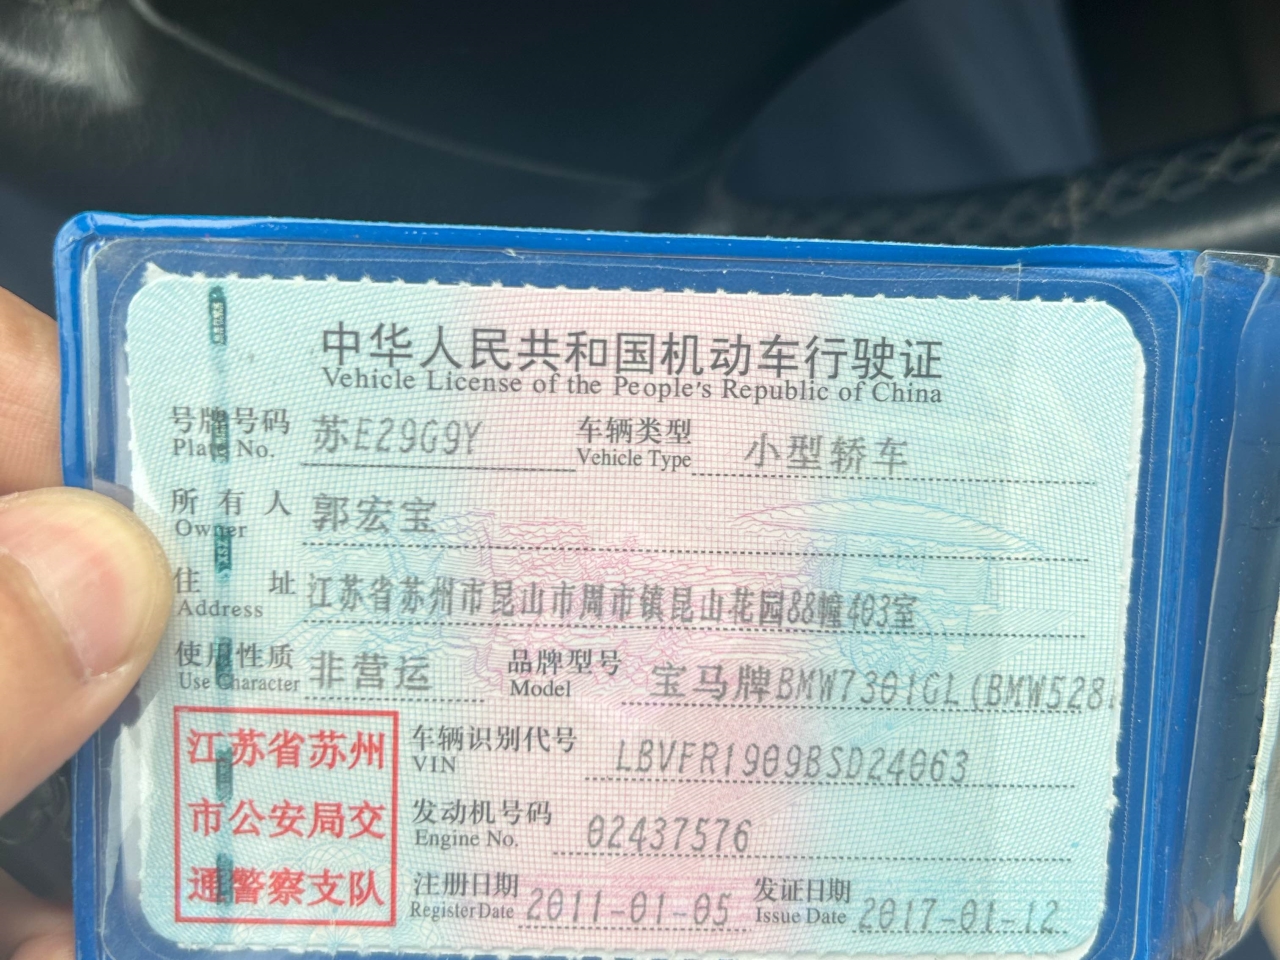 中华人民共和国机动车行驶证
Vehicle License of the People's Republic of China
号牌号码 苏E29G9Y 车辆类型 小型轿车
Plate No. Vehicle Type
所有人 郭宏宝
Owner
住址 江苏省苏州市昆山市周市镇昆山花园88幢403室
Address
使用性质 非营运 品牌型号 宝马牌BMW7301GL(BMW528
Use Character Model
江苏省苏州
市公安局交
通警察支队
车辆识别代号 LBVFR1909BSD24063
VIN
发动机号码 02437576
Engine No.
注册日期 2011-01-05 发证日期 2017-01-12
Register Date Issue Date